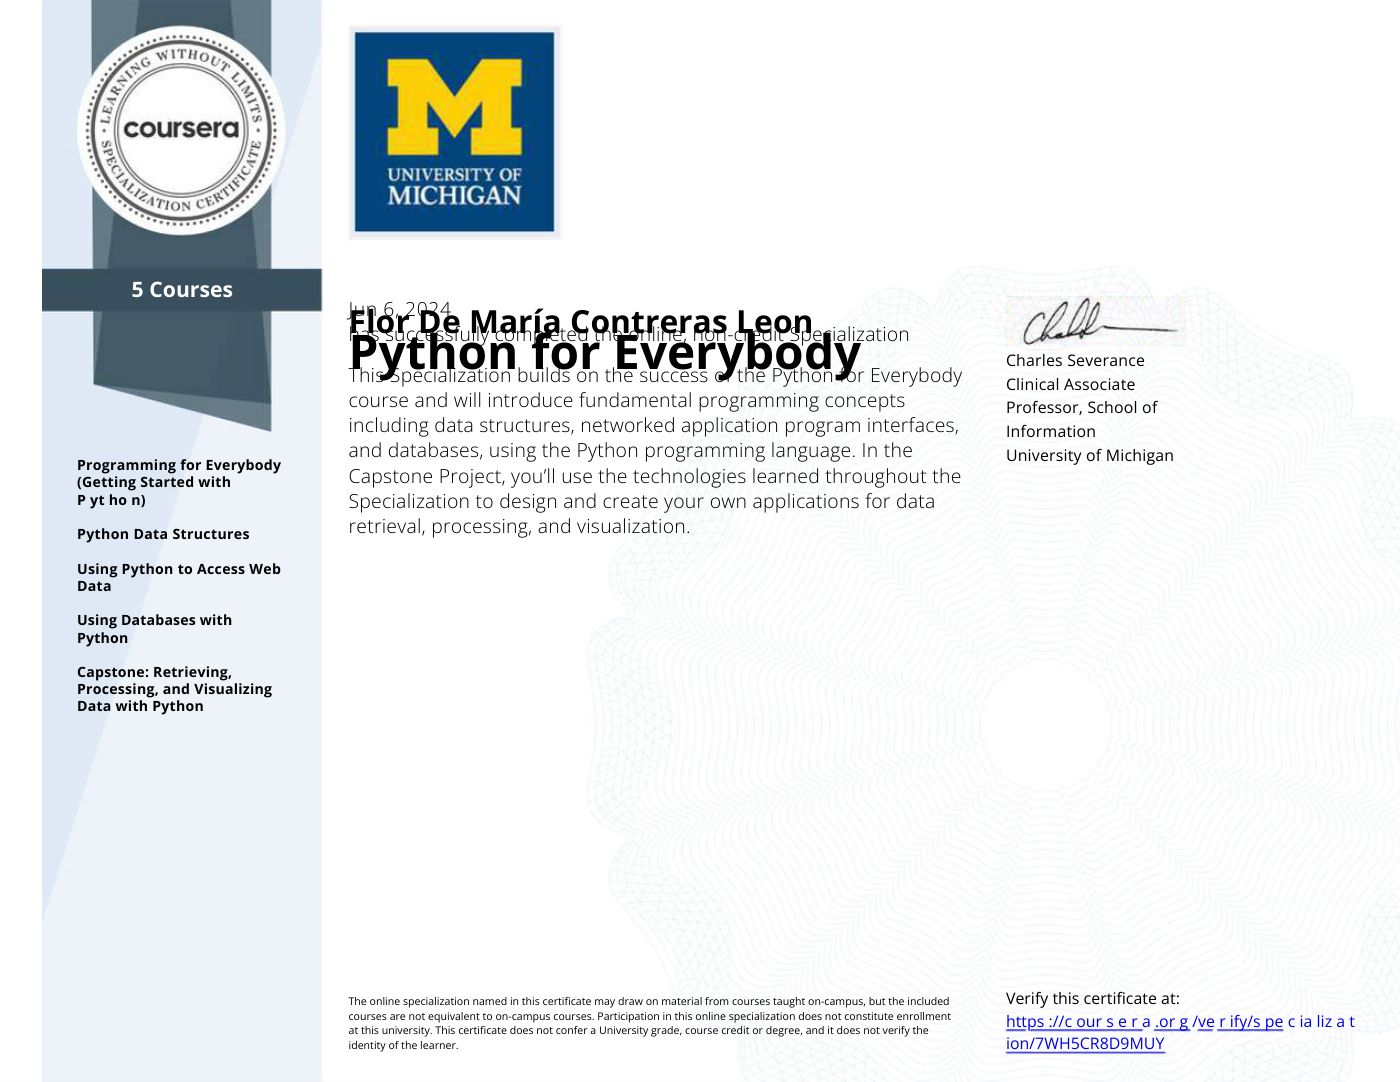 LEARNING WITHOUT LIMITS
coursera
SPECIALIZATION CERTIFICATE
5 Courses
Programming for Everybody
(Getting Started with
P yt ho n)
Python Data Structures
Using Python to Access Web
Data
Using Databases with
Python
Capstone: Retrieving,
Processing, and Visualizing
Data with Python
M
UNIVERSITY OF
MICHIGAN
Jun 6, 2024
Flor De María Contreras Leon
has successfully completed the online, non-credit Specialization
Python for Everybody
This Specialization builds on the success of the Python for Everybody
course and will introduce fundamental programming concepts
including data structures, networked application program interfaces,
and databases, using the Python programming language. In the
Capstone Project, you’ll use the technologies learned throughout the
Specialization to design and create your own applications for data
retrieval, processing, and visualization.
Charles Severance
Clinical Associate
Professor, School of
Information
University of Michigan
The online specialization named in this certificate may draw on material from courses taught on-campus, but the included
courses are not equivalent to on-campus courses. Participation in this online specialization does not constitute enrollment
at this university. This certificate does not confer a University grade, course credit or degree, and it does not verify the
identity of the learner.
Verify this certificate at:
https ://c our s e r a .or g /ve r ify/s pe c ia liz a t
ion/7WH5CR8D9MUY